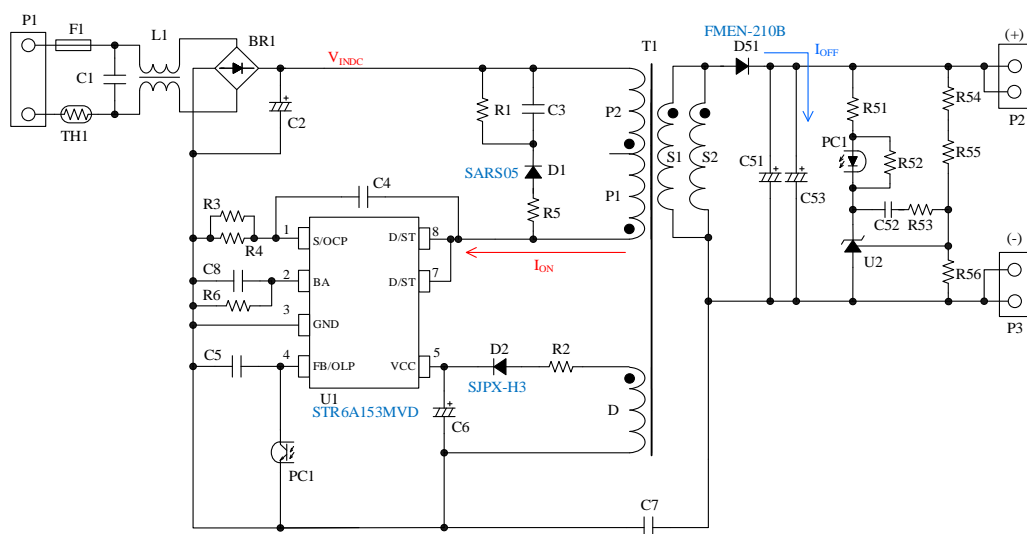 FMEN-210B
P1
F1
L1
BR1
T1
D51
I_OFF
(+)
V_INDC
C1
TH1
C2
R1
C3
P2
R51
R54
P2
PC1
R55
S1
S2
R52
C51
C53
SARS05
D1
P1
R5
C4
C52
R53
R3
R4
1
S/OCP
D/ST
8
I_ON
U2
(-)
C8
2
BA
D/ST
7
R56
R6
3
GND
P3
C5
4
FB/OLP
VCC
5
D2
R2
SJPX-H3
U1
STR6A153MVD
D
C6
PC1
C7